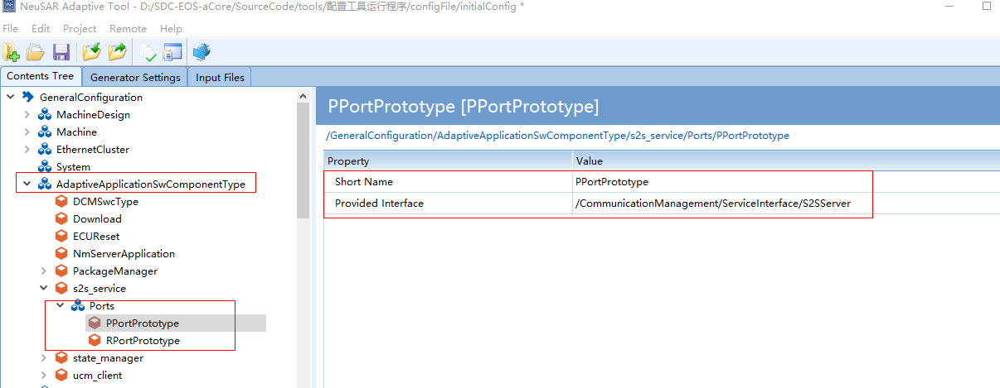 NeuSAR Adaptive Tool - D:/SDC-EOS-aCore/SourceCode/tools/配置工具运行程序/configFile/initialConfig *
File Edit Project Remote Help
Contents Tree Generator Settings Input Files
GeneralConfiguration
MachineDesign
Machine
EthernetCluster
System
AdaptiveApplicationSwComponentType
DCMSwcType
Download
ECUReset
NmServerApplication
PackageManager
s2s_service
Ports
PPortPrototype
RPortPrototype
state_manager
ucm_client
PPortPrototype [PPortPrototype]
/GeneralConfiguration/AdaptiveApplicationSwComponentType/s2s_service/Ports/PPortPrototype
Property Value
Short Name PPortPrototype
Provided Interface /CommunicationManagement/ServiceInterface/S2SServer